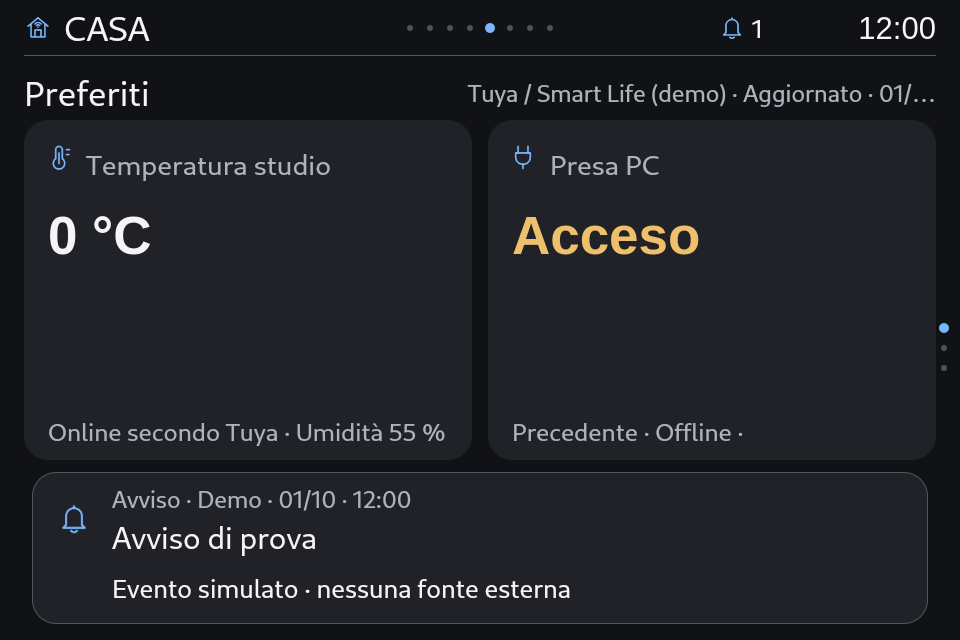 CASA
1
12:00
Preferiti
Tuya / Smart Life (demo) · Aggiornato · 01/…
Temperatura studio
0 °C
Online secondo Tuya · Umidità 55 %
Presa PC
Acceso
Precedente · Offline ·
Avviso · Demo · 01/10 · 12:00
Avviso di prova
Evento simulato · nessuna fonte esterna